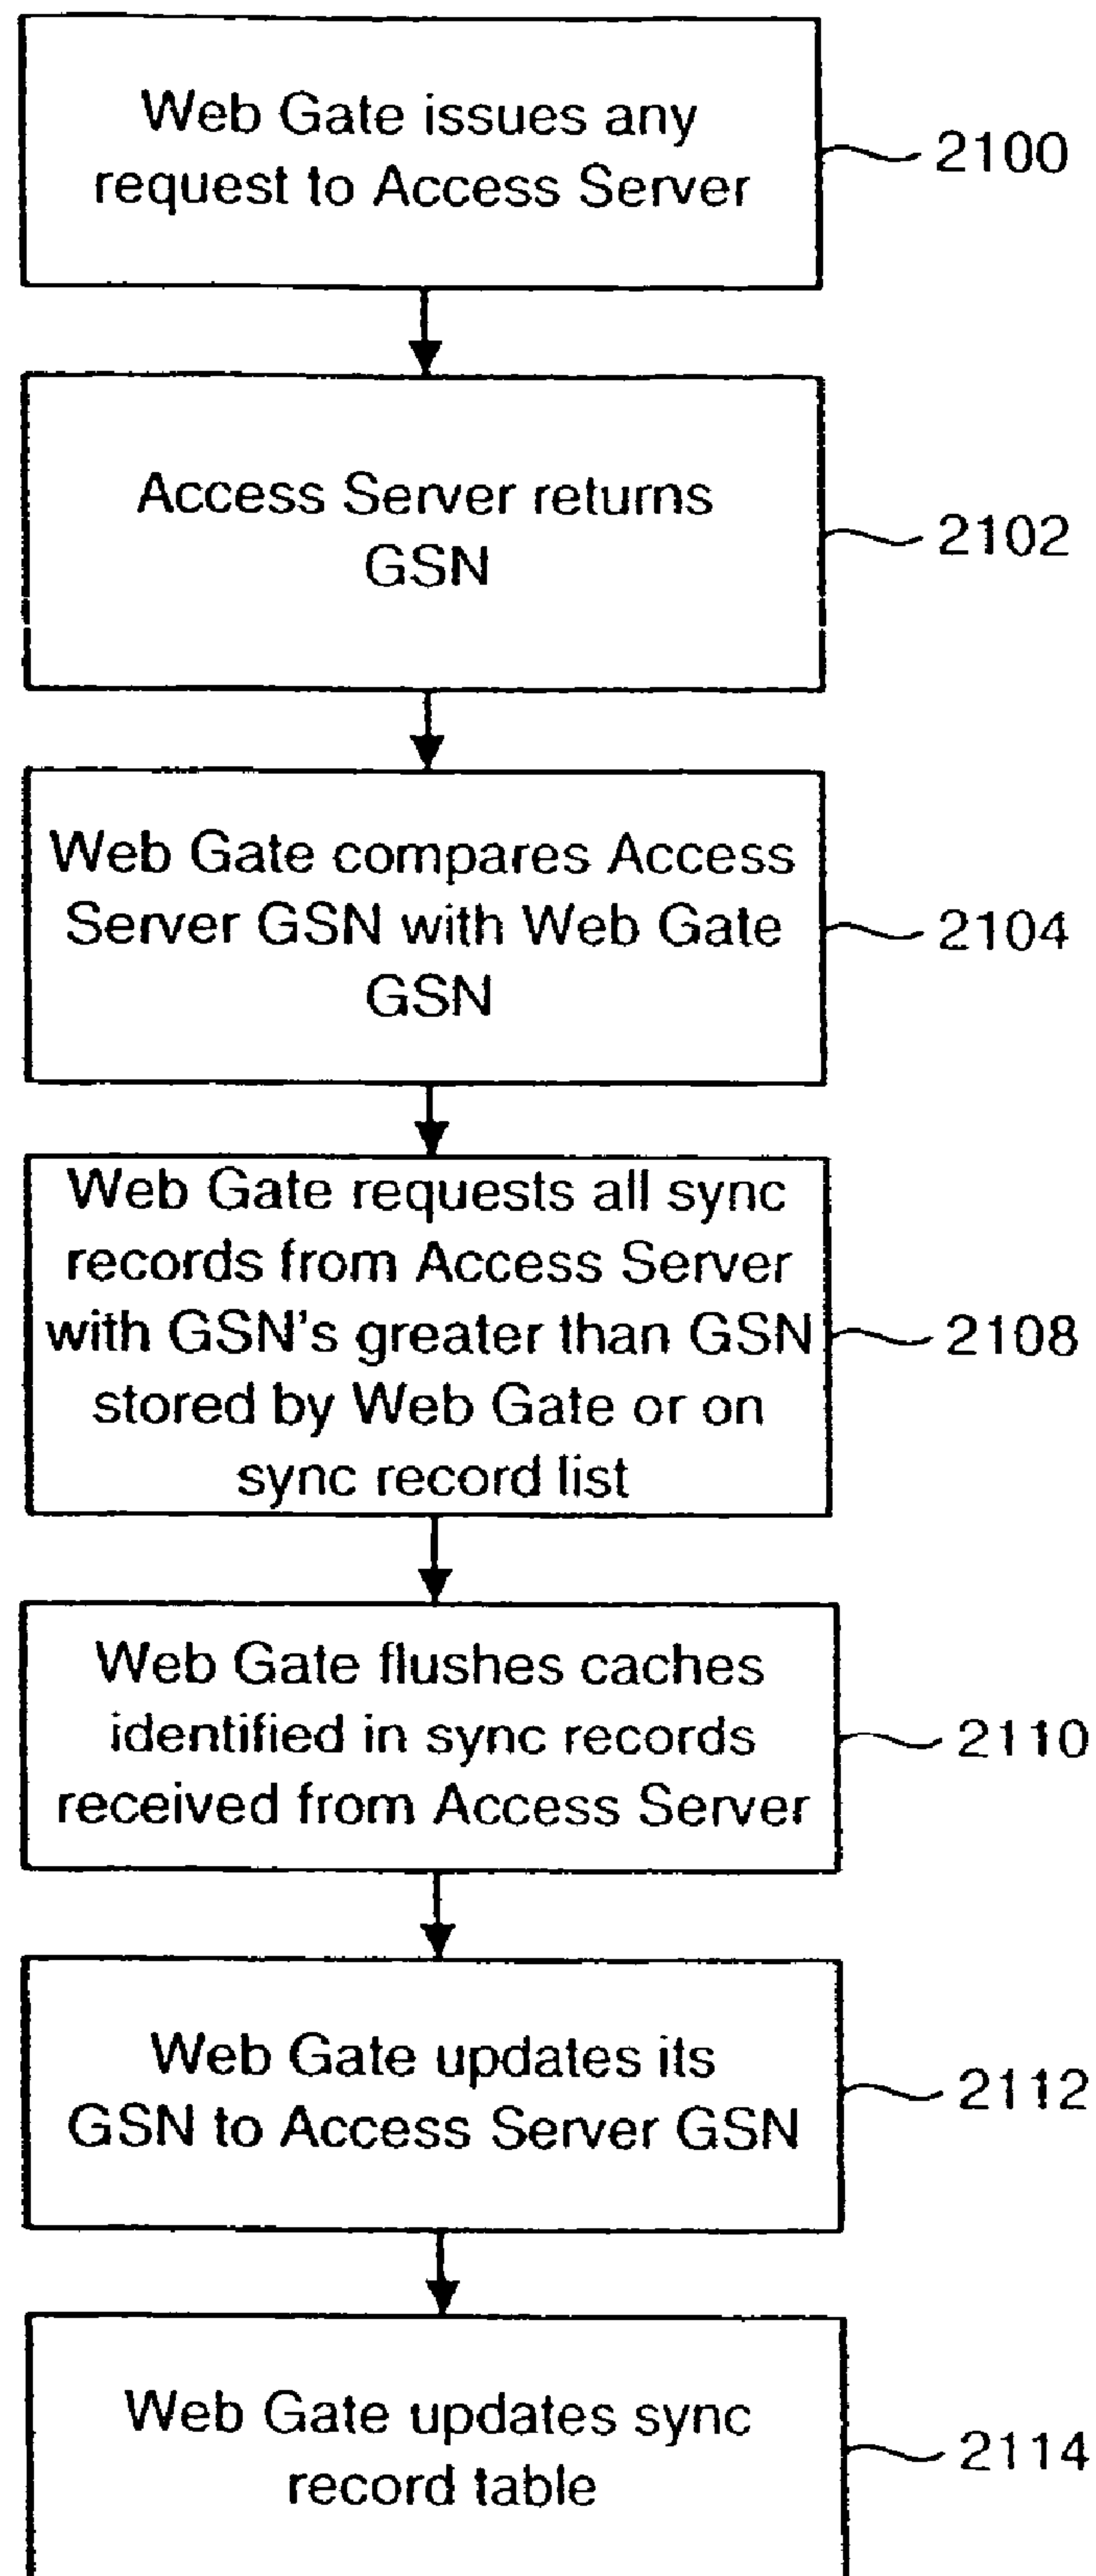 Web Gate issues any
request to Access Server
2100
Access Server returns
GSN
2102
Web Gate compares Access
Server GSN with Web Gate
GSN
2104
Web Gate requests all sync
records from Access Server
with GSN's greater than GSN
stored by Web Gate or on
sync record list
2108
Web Gate flushes caches
identified in sync records
received from Access Server
2110
Web Gate updates its
GSN to Access Server GSN
2112
Web Gate updates sync
record table
2114